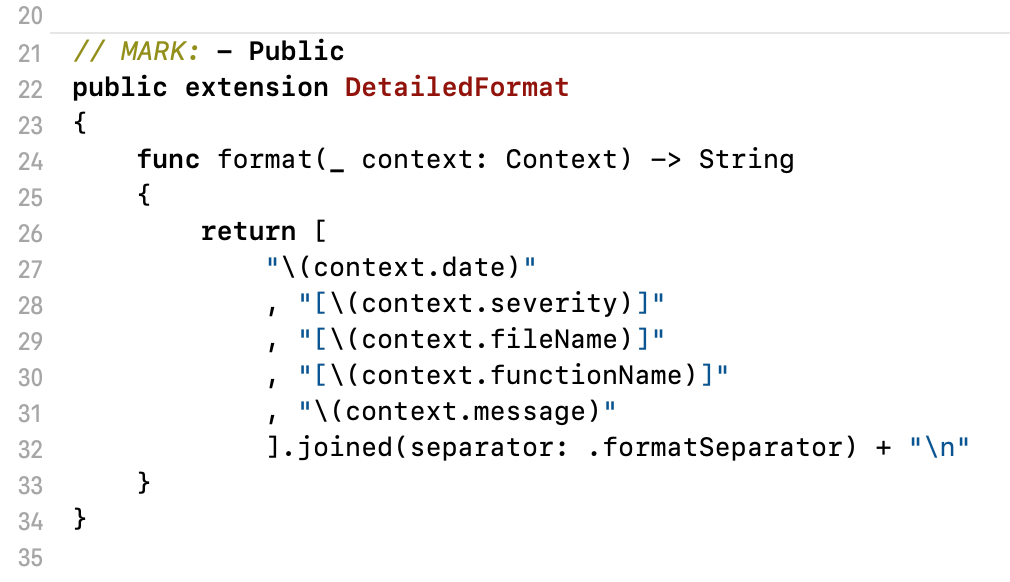 20
21 // MARK: - Public
22 public extension DetailedFormat
23 {
24     func format(_ context: Context) -> String
25     {
26         return [
27             "\(context.date)"
28             , "[\(context.severity)]"
29             , "[\(context.fileName)]"
30             , "[\(context.functionName)]"
31             , "\(context.message)"
32             ].joined(separator: .formatSeparator) + "\n"
33     }
34 }
35